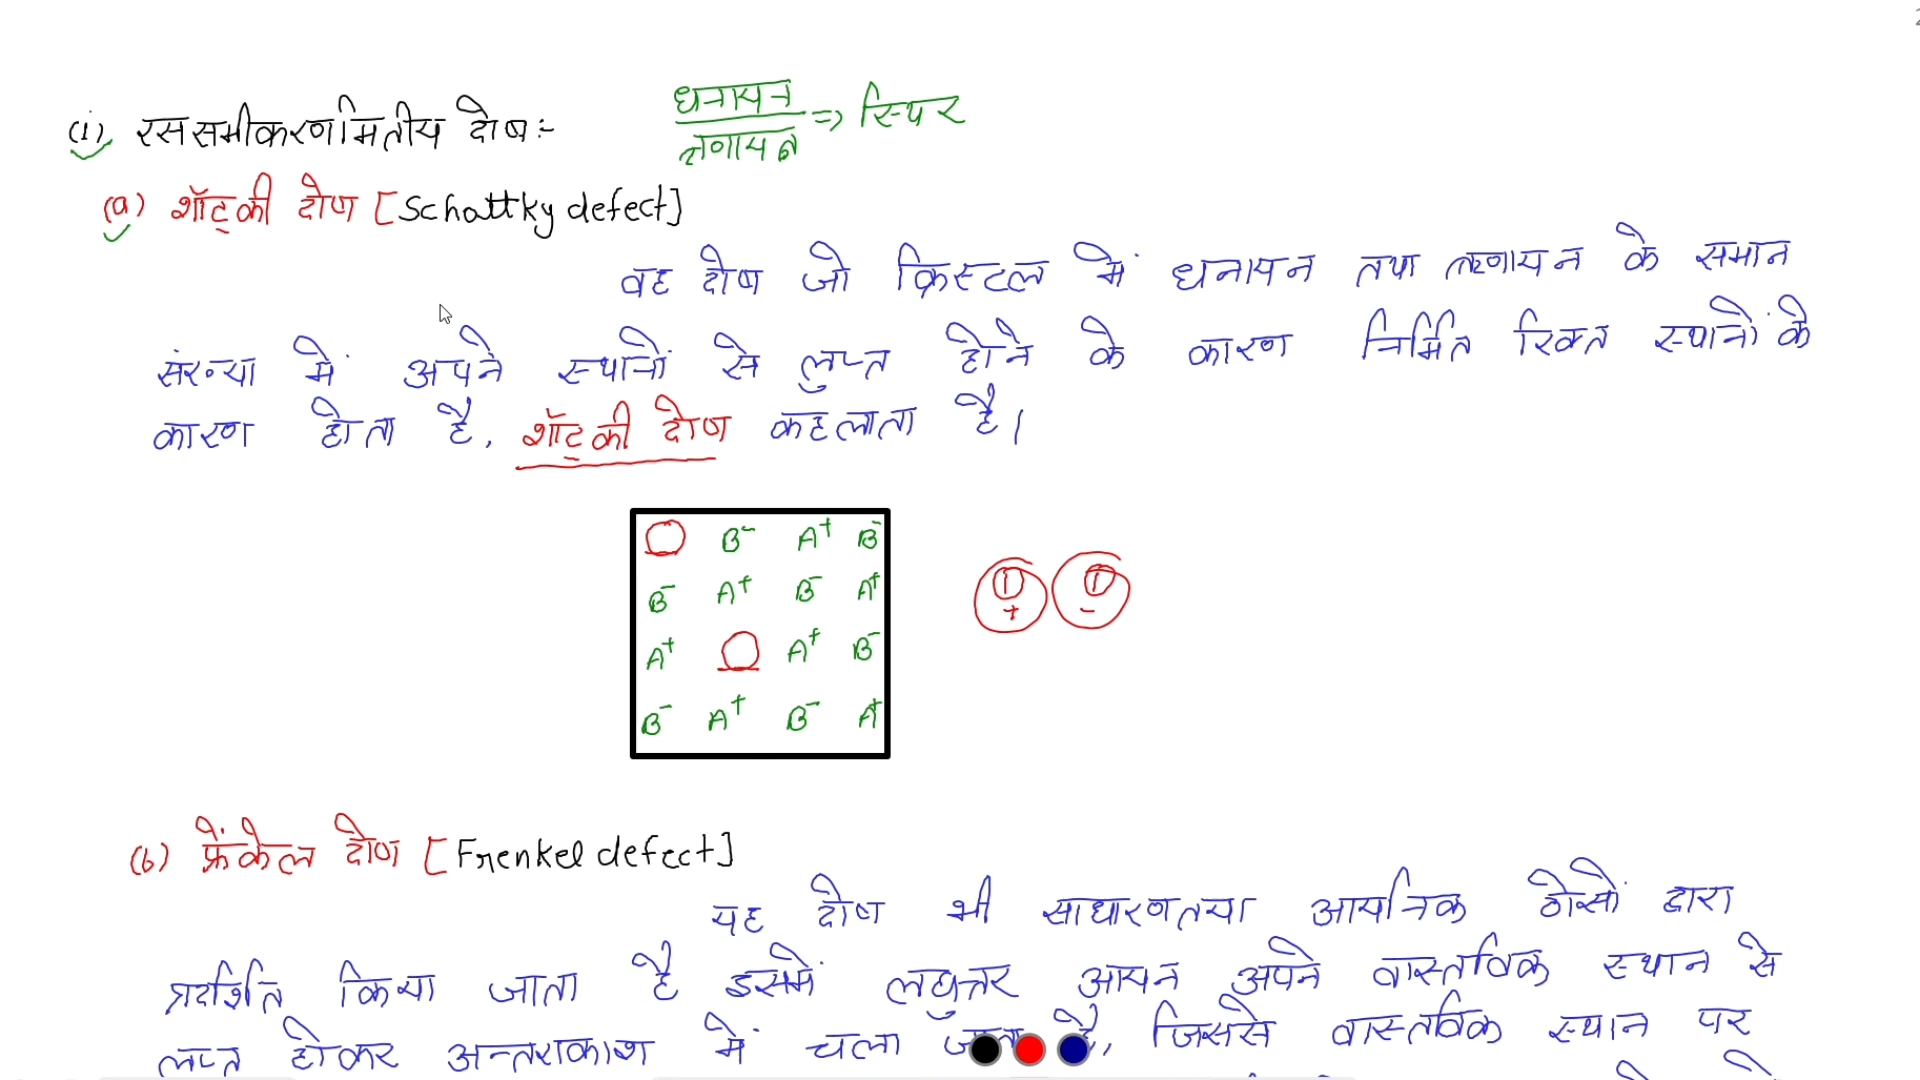 (i) रससमीकरणमितीय दोष :-
धनायन
ऋणायन
=> स्थिर
(a) शॉट्की दोष [Schottky defect]
वह दोष जो क्रिस्टल में धनायन तथा ऋणायन के समान
संख्या में अपने स्थानों से लुप्त होने के कारण निर्मित रिक्त स्थानों के
कारण होता है, शॉट्की दोष कहलाता है।
B⁻ A⁺ B⁻
B⁻ A⁺ B⁻ A⁺
A⁺ A⁺ B⁻
B⁻ A⁺ B⁻ A⁺
1 + 1 -
(b) फ्रेंकेल दोष [Frenkel defect]
यह दोष भी साधारणतया आयनिक ठोसों द्वारा
प्रदर्शित किया जाता है इसमें लघुत्तर आयन अपने वास्तविक स्थान से
लुप्त होकर अन्तराकाश में चला जाता है, जिससे वास्तविक स्थान पर